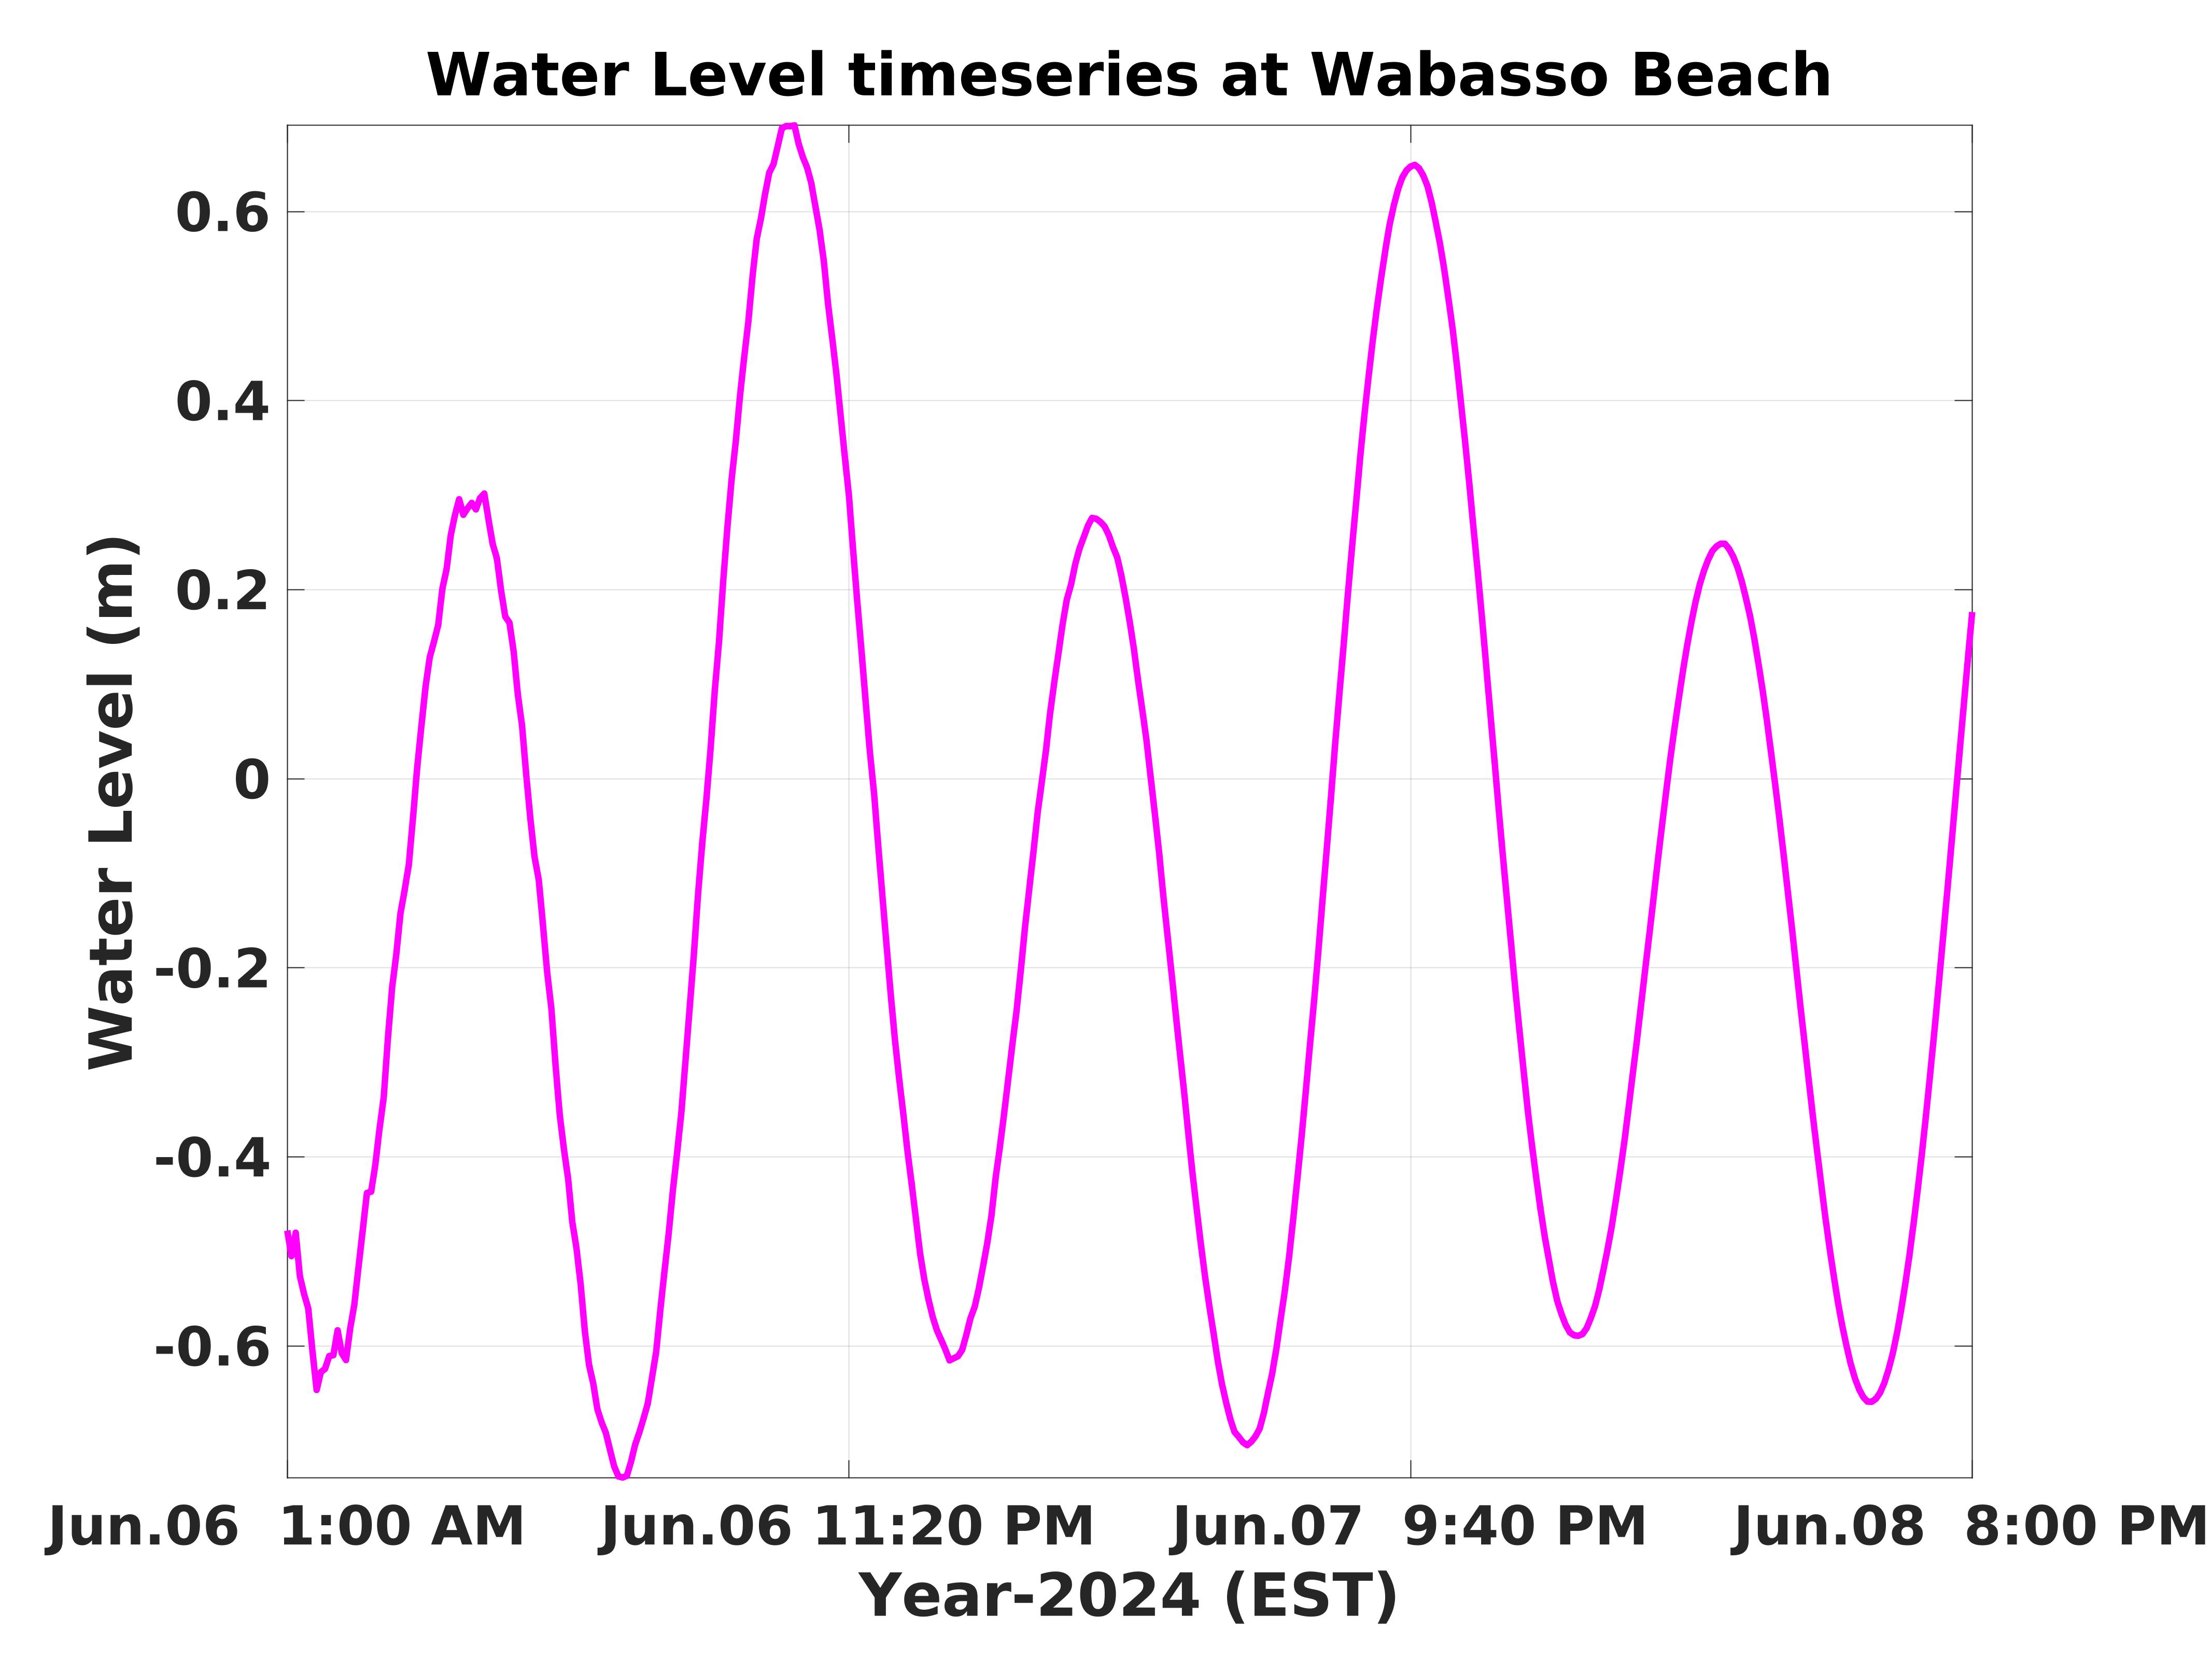 Water Level timeseries at Wabasso Beach
Water Level (m)
0.6
0.4
0.2
0
-0.2
-0.4
-0.6
Jun.06 1:00 AM
Jun.06 11:20 PM
Jun.07 9:40 PM
Jun.08 8:00 PM
Year-2024 (EST)